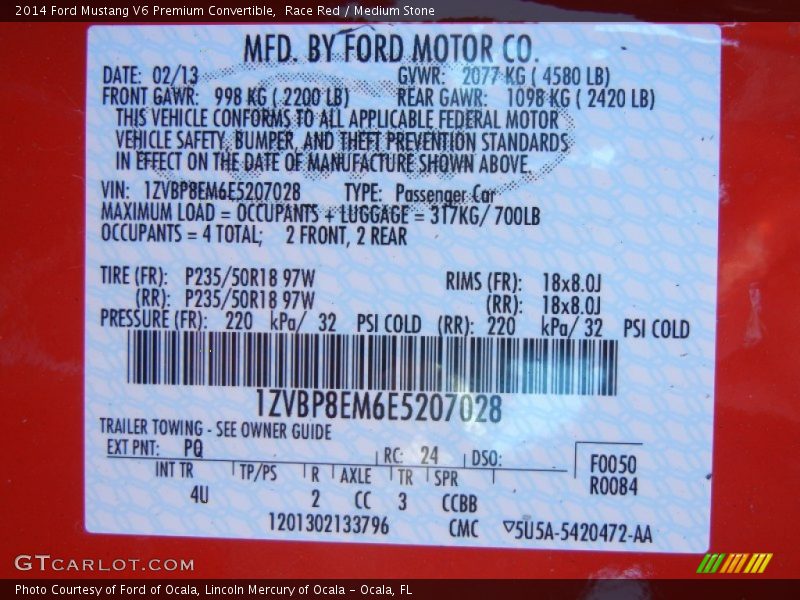 2014 Ford Mustang V6 Premium Convertible,  Race Red / Medium Stone
MFD. BY FORD MOTOR CO.
DATE: 02/13 GVWR: 2077 KG ( 4580 LB)
FRONT GAWR: 998 KG ( 2200 LB) REAR GAWR: 1098 KG ( 2420 LB)
THIS VEHICLE CONFORMS TO ALL APPLICABLE FEDERAL MOTOR
VEHICLE SAFETY, BUMPER, AND THEFT PREVENTION STANDARDS
IN EFFECT ON THE DATE OF MANUFACTURE SHOWN ABOVE.
VIN: 1ZVBP8EM6E5207028 TYPE: Passenger Car
MAXIMUM LOAD = OCCUPANTS + LUGGAGE = 317KG/ 700LB
OCCUPANTS = 4 TOTAL; 2 FRONT, 2 REAR
TIRE (FR): P235/50R18 97W RIMS (FR): 18x8.0J
(RR): P235/50R18 97W (RR): 18x8.0J
PRESSURE (FR): 220 kPa/ 32 PSI COLD (RR): 220 kPa/ 32 PSI COLD
1ZVBP8EM6E5207028
TRAILER TOWING - SEE OWNER GUIDE
EXT PNT: PQ RC: 24 DSO: F0050
INT TR TP/PS R AXLE TR SPR R0084
4U 2 CC 3 CCBB
1201302133796 CMC ▽5U5A-5420472-AA
GTCARCOM.COM
Photo Courtesy of Ford of Ocala, Lincoln Mercury of Ocala - Ocala, FL